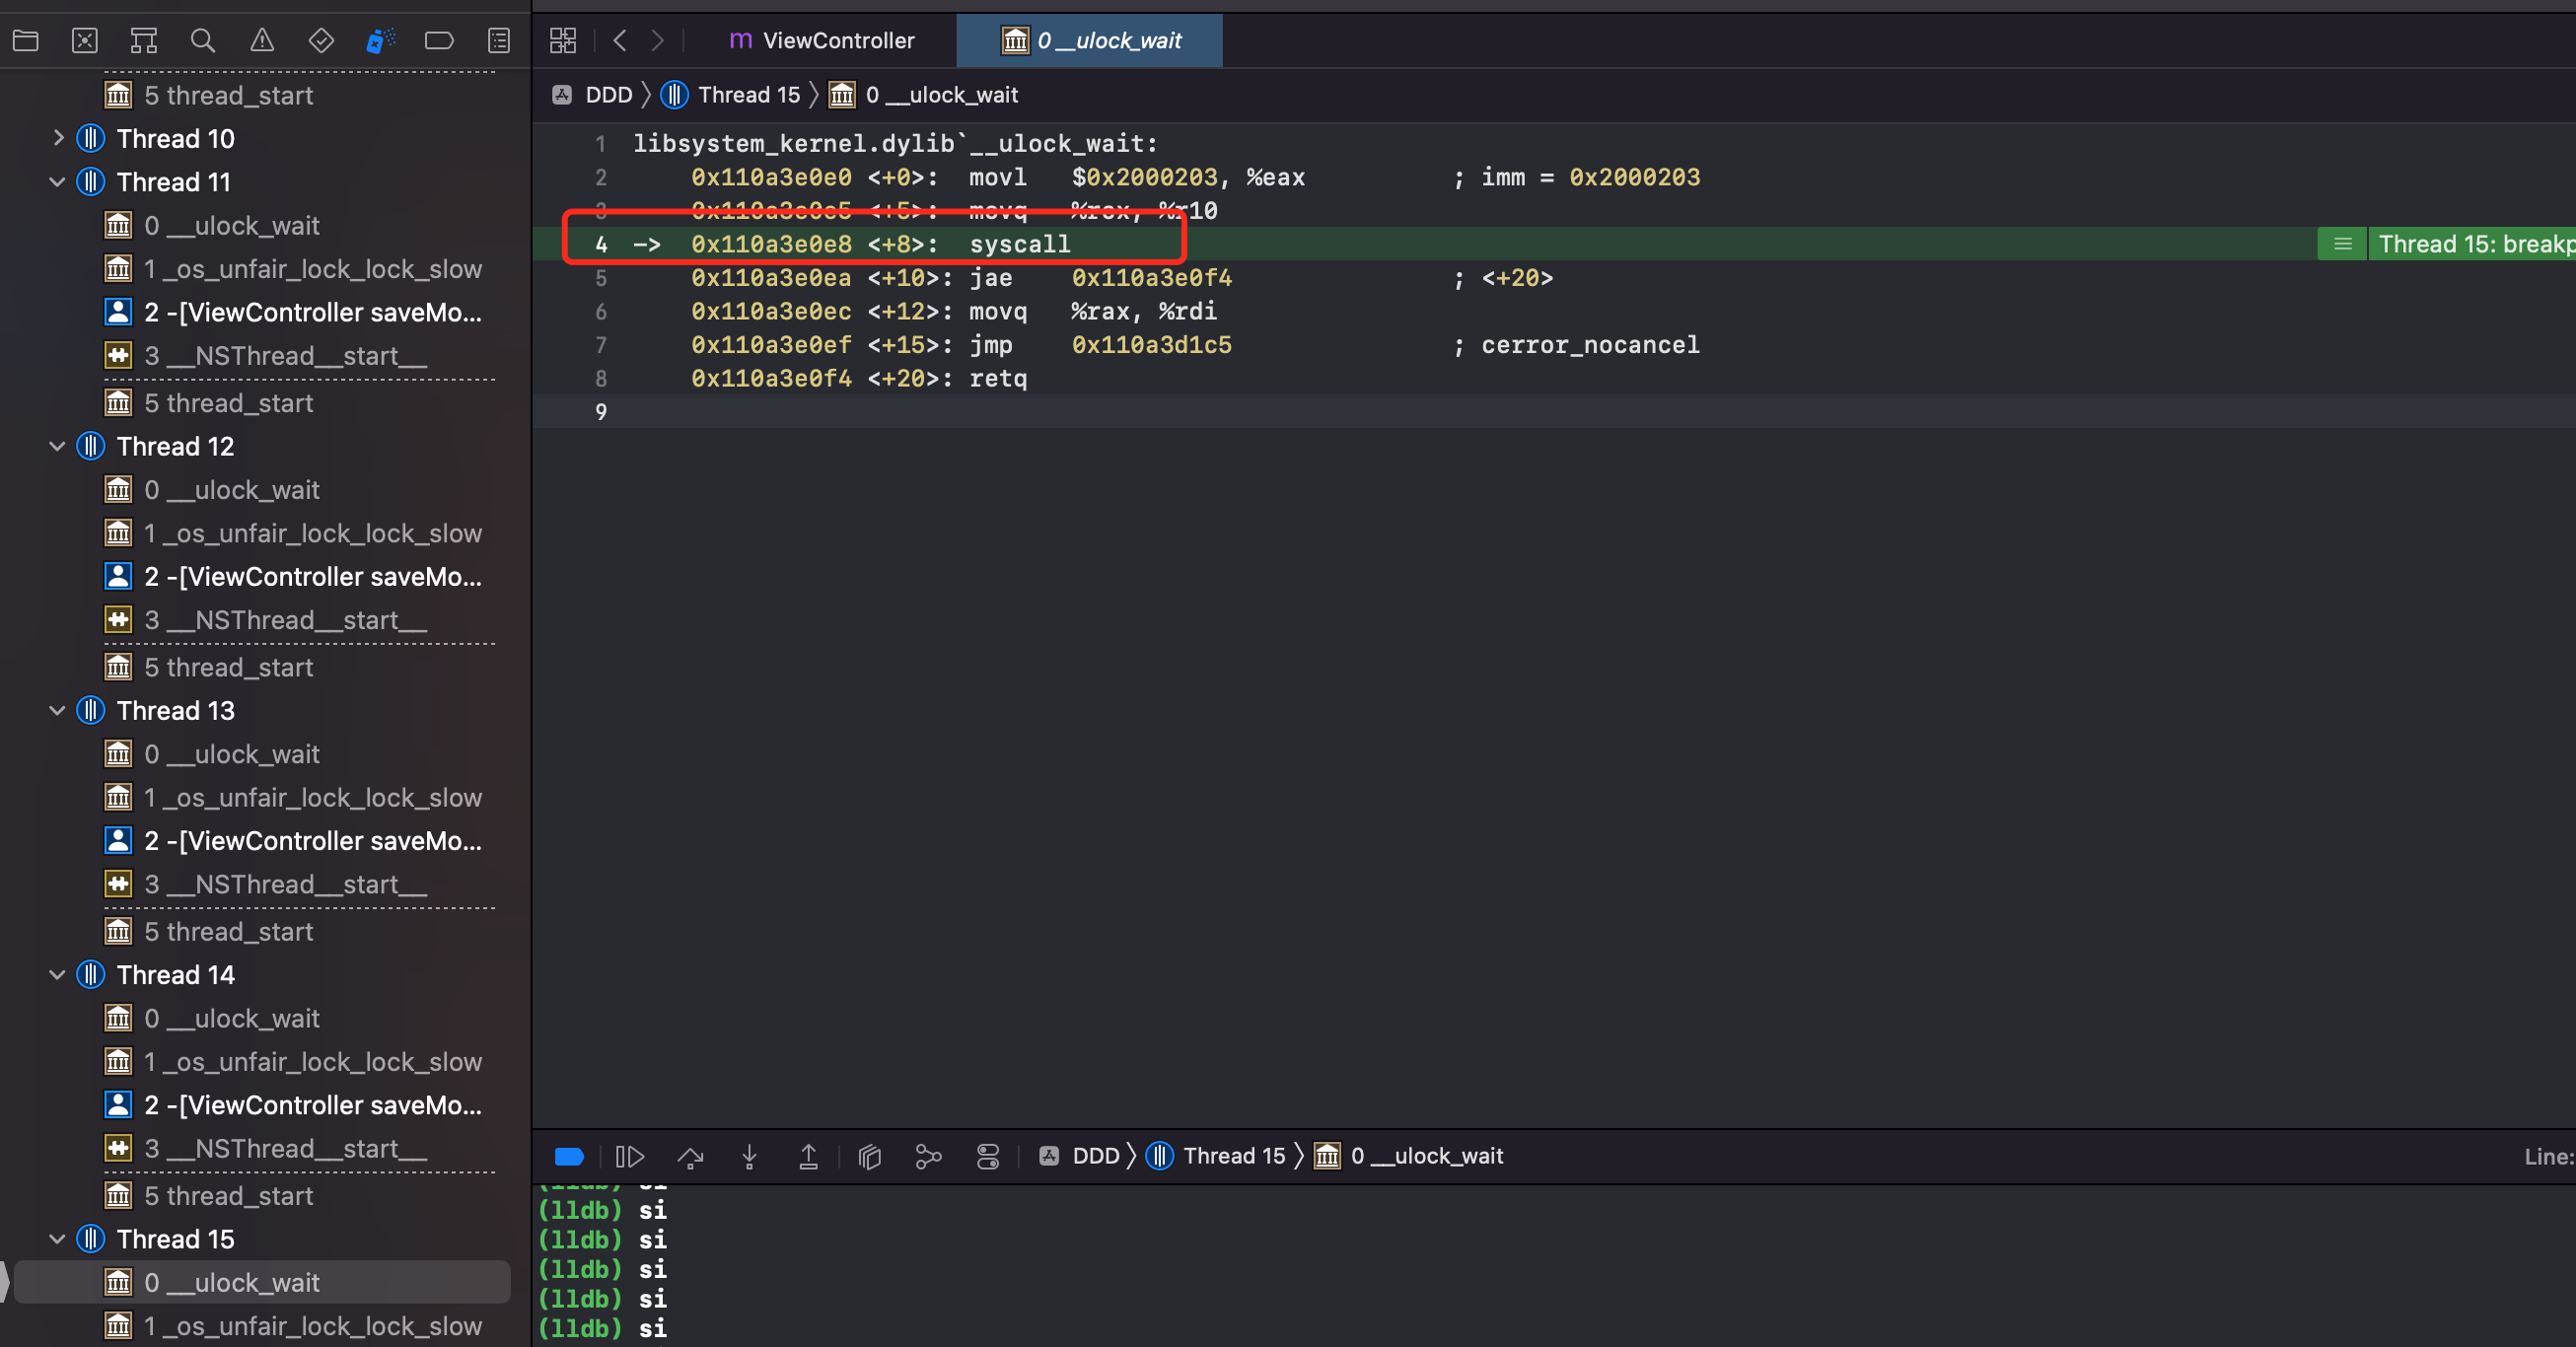 5 thread_start
Thread 10
Thread 11
0 __ulock_wait
1 _os_unfair_lock_lock_slow
2 -[ViewController saveMo...
3 __NSThread__start__
5 thread_start
Thread 12
0 __ulock_wait
1 _os_unfair_lock_lock_slow
2 -[ViewController saveMo...
3 __NSThread__start__
5 thread_start
Thread 13
0 __ulock_wait
1 _os_unfair_lock_lock_slow
2 -[ViewController saveMo...
3 __NSThread__start__
5 thread_start
Thread 14
0 __ulock_wait
1 _os_unfair_lock_lock_slow
2 -[ViewController saveMo...
3 __NSThread__start__
5 thread_start
Thread 15
0 __ulock_wait
1 _os_unfair_lock_lock_slow
m ViewController
0 __ulock_wait
DDD 〉 Thread 15 〉 0 __ulock_wait
1 libsystem_kernel.dylib`__ulock_wait:
2 0x110a3e0e0 <+0>: movl $0x2000203, %eax ; imm = 0x2000203
3 0x110a3e0e5 <+5>: movq %rcx, %r10
4 -> 0x110a3e0e8 <+8>: syscall
Thread 15: breakp
5 0x110a3e0ea <+10>: jae 0x110a3e0f4 ; <+20>
6 0x110a3e0ec <+12>: movq %rax, %rdi
7 0x110a3e0ef <+15>: jmp 0x110a3d1c5 ; cerror_nocancel
8 0x110a3e0f4 <+20>: retq
9
DDD 〉 Thread 15 〉 0 __ulock_wait
Line:
(lldb) si
(lldb) si
(lldb) si
(lldb) si
(lldb) si
(lldb) si